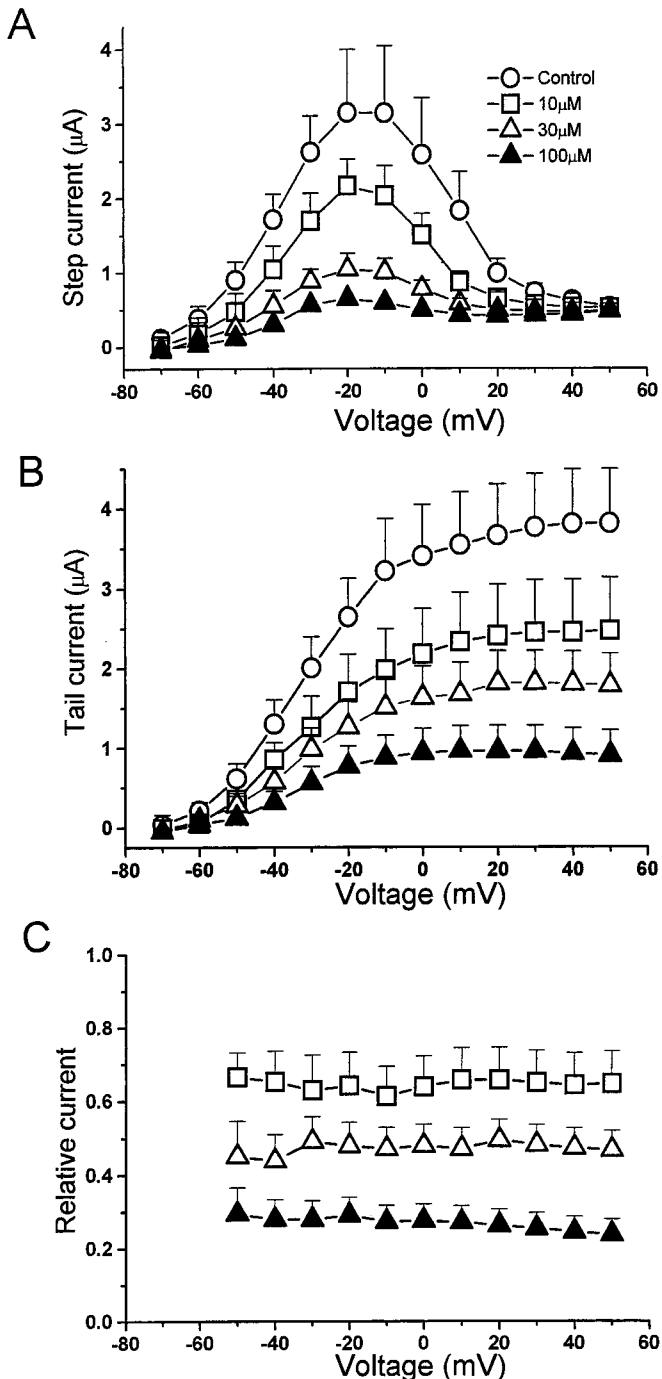 A
Step current (μA)
4
3
2
1
0
Control
10μM
30μM
100μM
-80 -60 -40 -20 0 20 40 60
Voltage (mV)
B
Tail current (μA)
4
3
2
1
0
-80 -60 -40 -20 0 20 40 60
Voltage (mV)
C
Relative current
1.0
0.8
0.6
0.4
0.2
0.0
-80 -60 -40 -20 0 20 40 60
Voltage (mV)